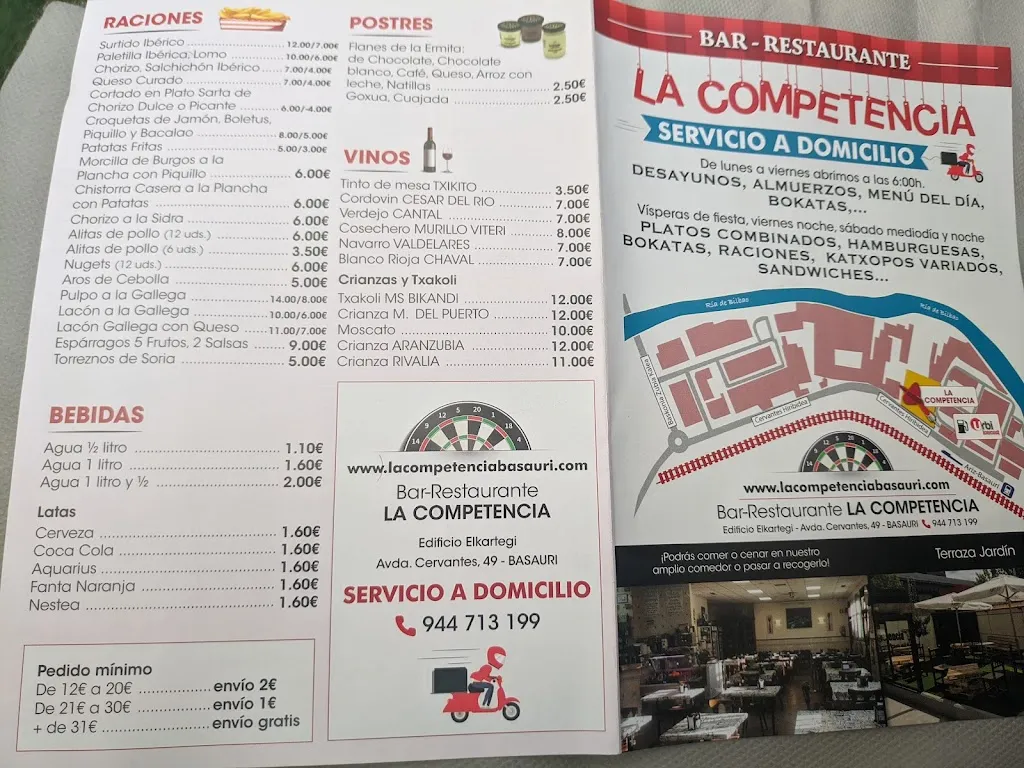 RACIONES
Surtido Ibérico 12.00/7.00€
Paletilla Ibérica; Lomo 10.00/6.00€
Chorizo, Salchichón Ibérico 7.00/4.00€
Queso Curado 7.00/4.00€
Cortado en Plato Sarta de
Chorizo Dulce o Picante 6.00/-4.00€
Croquetas de Jamón, Boletus,
Piquillo y Bacalao 8.00/5.00€
Patatas Fritas 5.00/3.00€
Morcilla de Burgos a la
Plancha con Piquillo 6.00€
Chistorra Casera a la Plancha
con Patatas 6.00€
Chorizo a la Sidra 6.00€
Alitas de pollo (12 uds.) 6.00€
Alitas de pollo (6 uds.) 3.50€
Nugets (12 uds.) 6.00€
Aros de Cebolla 5.00€
Pulpo a la Gallega 14.00/8.00€
Lacón a la Gallega 10.00/6.00€
Lacón Gallega con Queso 11.00/7.00€
Espárragos 5 Frutos, 2 Salsas 9.00€
Torreznos de Soria 5.00€
BEBIDAS
Agua ½ litro 1.10€
Agua 1 litro 1.60€
Agua 1 litro y ½ 2.00€
Latas
Cerveza 1.60€
Coca Cola 1.60€
Aquarius 1.60€
Fanta Naranja 1.60€
Nestea 1.60€
Pedido mínimo
De 12€ a 20€ envío 2€
De 21€ a 30€ envío 1€
+ de 31€ envío gratis
POSTRES
Flanes de la Ermita:
de Chocolate, Chocolate
blanco, Café, Queso, Arroz con
leche, Natillas 2.50€
Goxua, Cuajada 2.50€
VINOS
Tinto de mesa TXIKITO 3.50€
Cordovin CESAR DEL RIO 7.00€
Verdejo CANTAL 7.00€
Cosechero MURILLO VITERI 8.00€
Navarro VALDELARES 7.00€
Blanco Rioja CHAVAL 7.00€
Crianzas y Txakoli
Txakoli MS BIKANDI 12.00€
Crianza M. DEL PUERTO 12.00€
Moscato 10.00€
Crianza ARANZUBIA 12.00€
Crianza RIVALIA 11.00€
14 9 12 5 20 1 18 4
www.lacompetenciabasauri.com
Bar-Restaurante
LA COMPETENCIA
Edificio Elkartegi
Avda. Cervantes, 49 - BASAURI
SERVICIO A DOMICILIO
944 713 199
BAR - RESTAURANTE
LA COMPETENCIA
SERVICIO A DOMICILIO
De lunes a viernes abrimos a las 6:00h.
DESAYUNOS, ALMUERZOS, MENÚ DEL DÍA,
BOKATAS,...
Vísperas de fiesta, viernes noche, sábado mediodía y noche
PLATOS COMBINADOS, HAMBURGUESAS,
BOKATAS, RACIONES, KATXOPOS VARIADOS,
SANDWICHES...
Ría de Bilbao
Ría de Bilbao
Cervantes Hiribidea
Cervantes Hiribidea
LA
COMPETENCIA
Urbi
Ariz-Basauri
www.lacompetenciabasauri.com
Bar-Restaurante LA COMPETENCIA
Edificio Elkartegi - Avda. Cervantes, 49 - BASAURI 944 713 199
¡Podrás comer o cenar en nuestro
amplio comedor o pasar a recogerlo!
Terraza Jardín